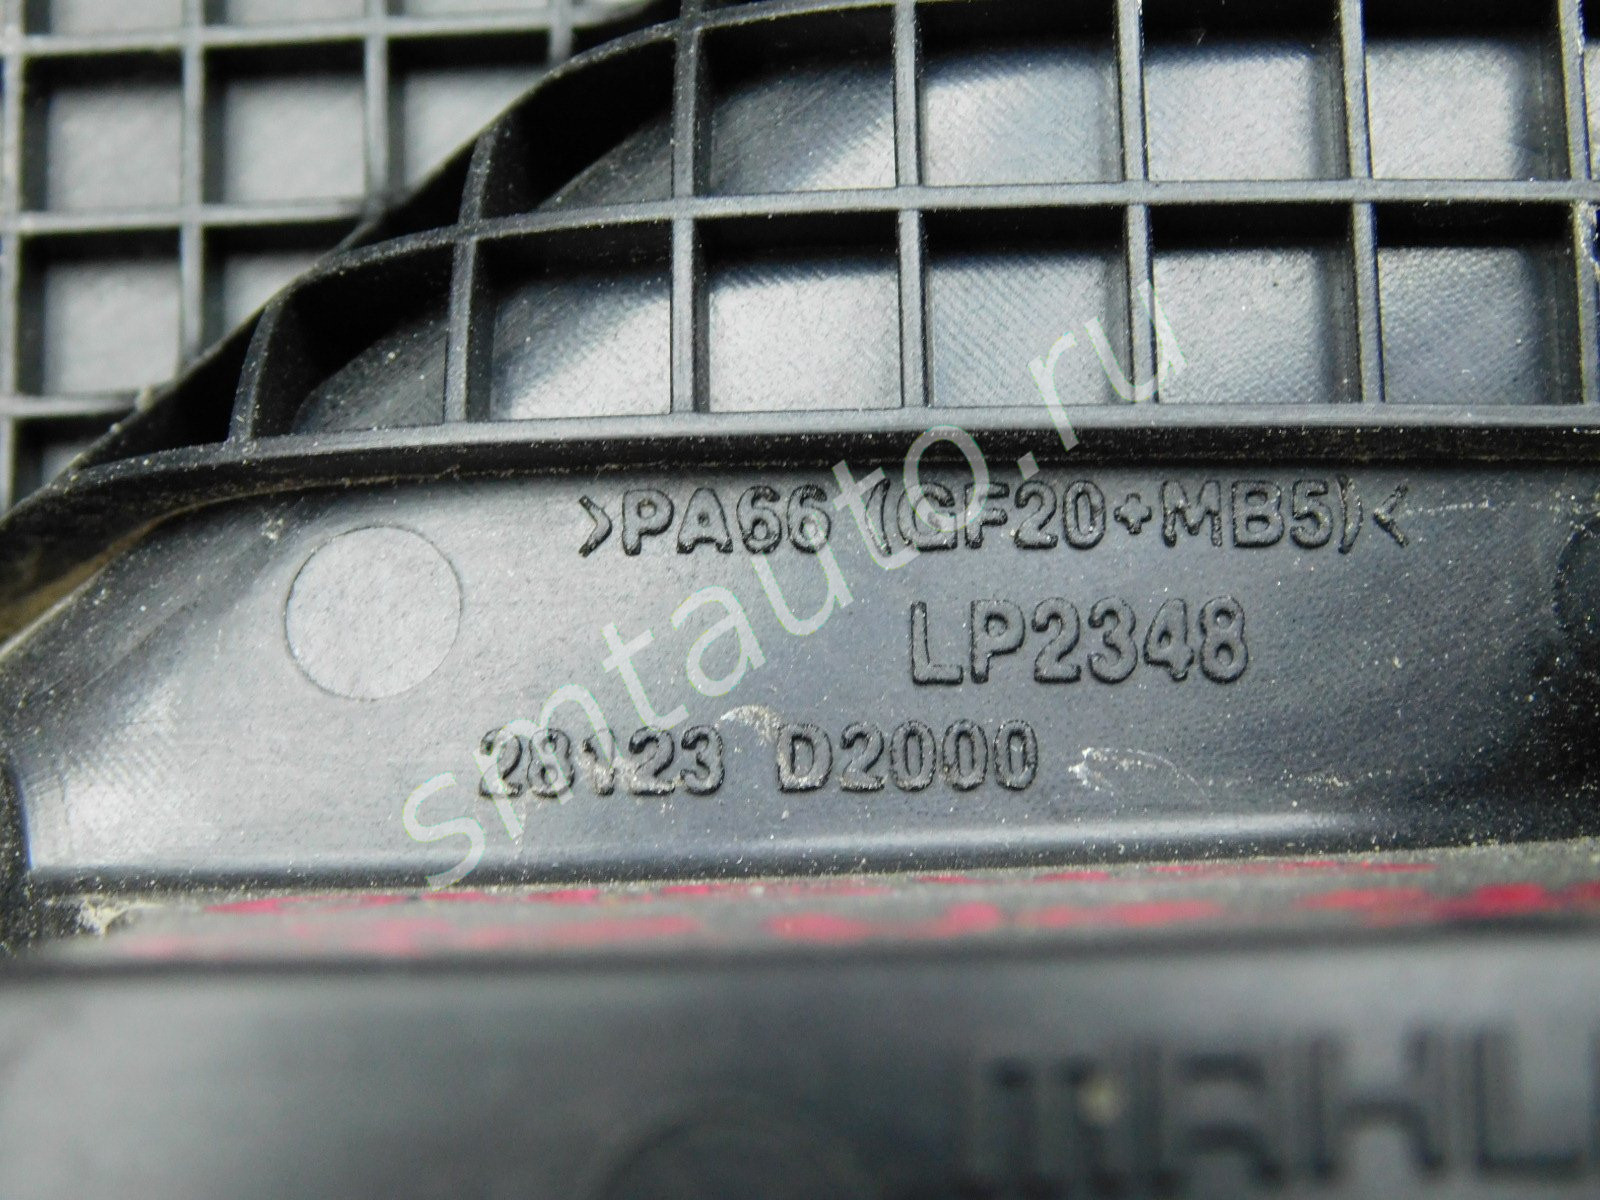 >PA66 (GF20+MB5)<
LP2348
28123 D2000
smtauto.ru